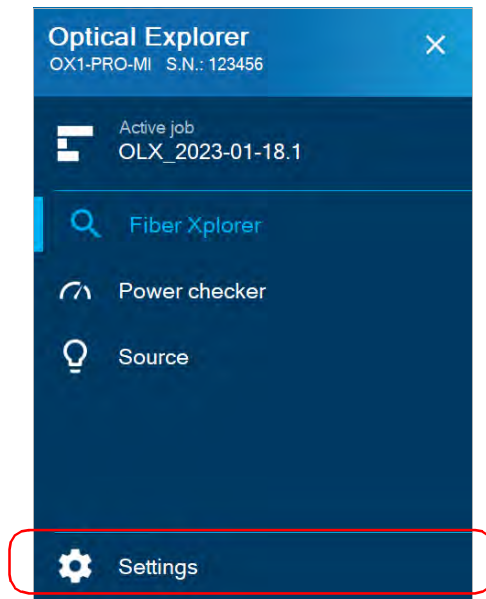 Optical Explorer
OX1-PRO-MI S.N.: 123456
Active job
OLX_2023-01-18.1
Fiber Xplorer
Power checker
Source
Settings